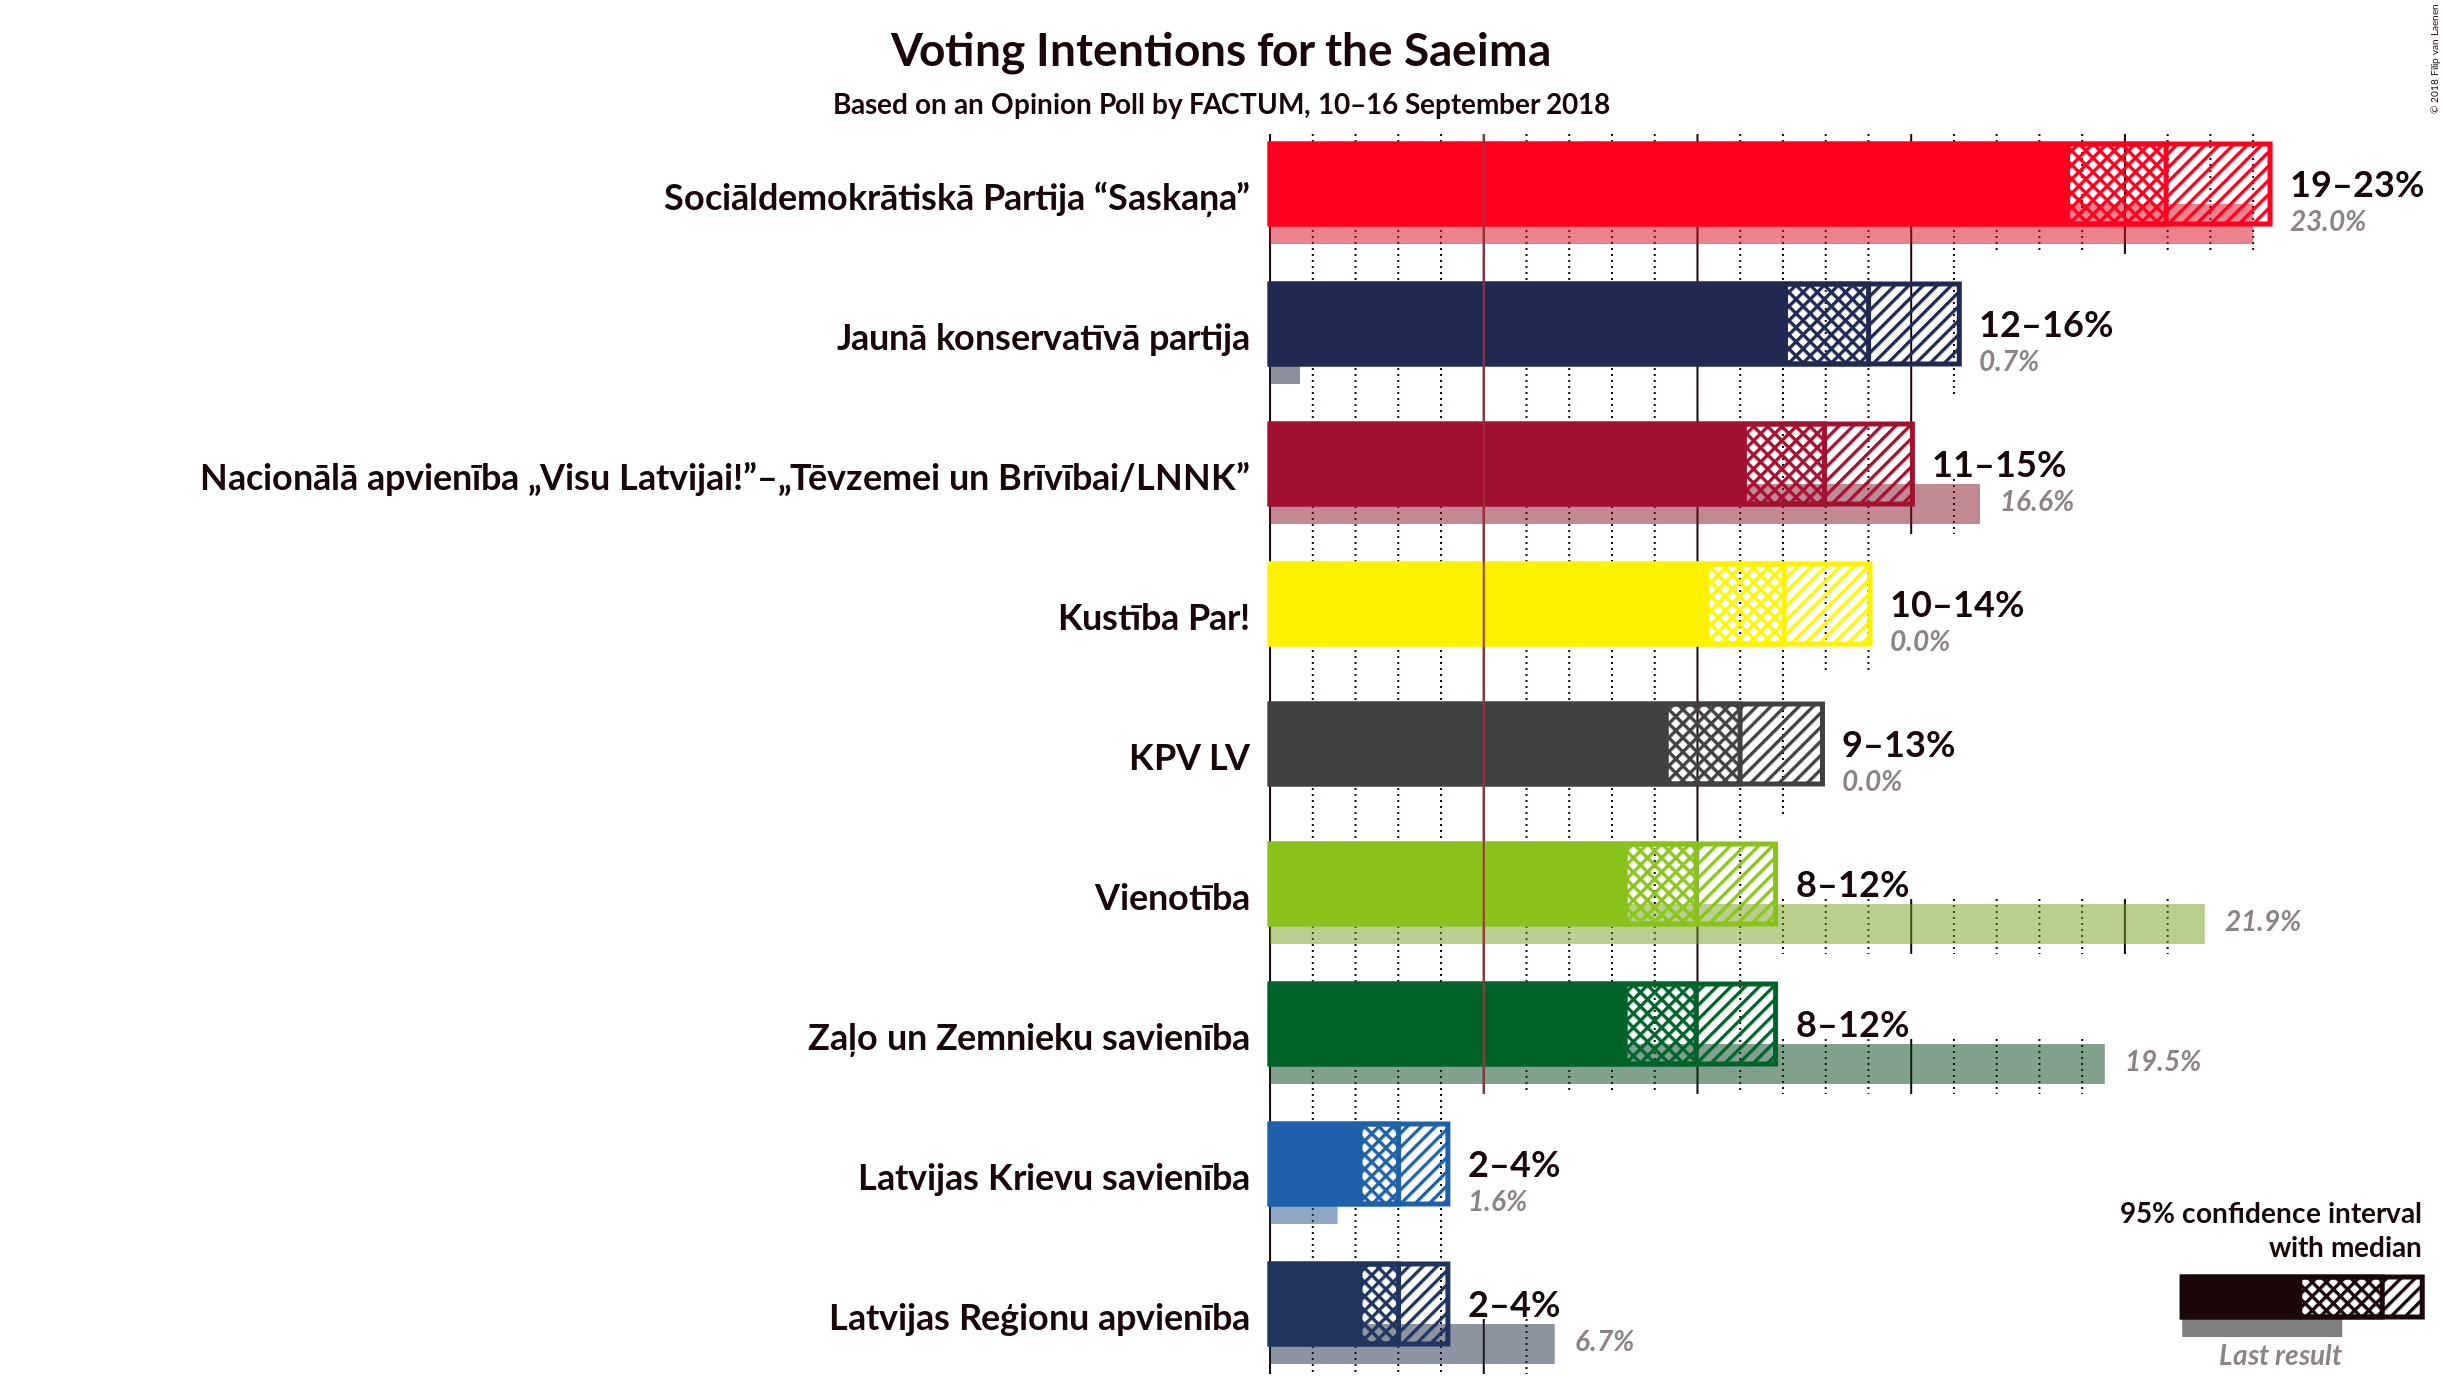 Voting Intentions for the Saeima
Based on an Opinion Poll by FACTUM, 10–16 September 2018
© 2018 Filip van Laenen
Sociāldemokrātiskā Partija “Saskaņa”
19–23%
23.0%
Jaunā konservatīvā partija
12–16%
0.7%
Nacionālā apvienība „Visu Latvijai!”–„Tēvzemei un Brīvībai/LNNK”
11–15%
16.6%
Kustība Par!
10–14%
0.0%
KPV LV
9–13%
0.0%
Vienotība
8–12%
21.9%
Zaļo un Zemnieku savienība
8–12%
19.5%
Latvijas Krievu savienība
2–4%
1.6%
Latvijas Reģionu apvienība
2–4%
6.7%
95% confidence interval
with median
Last result